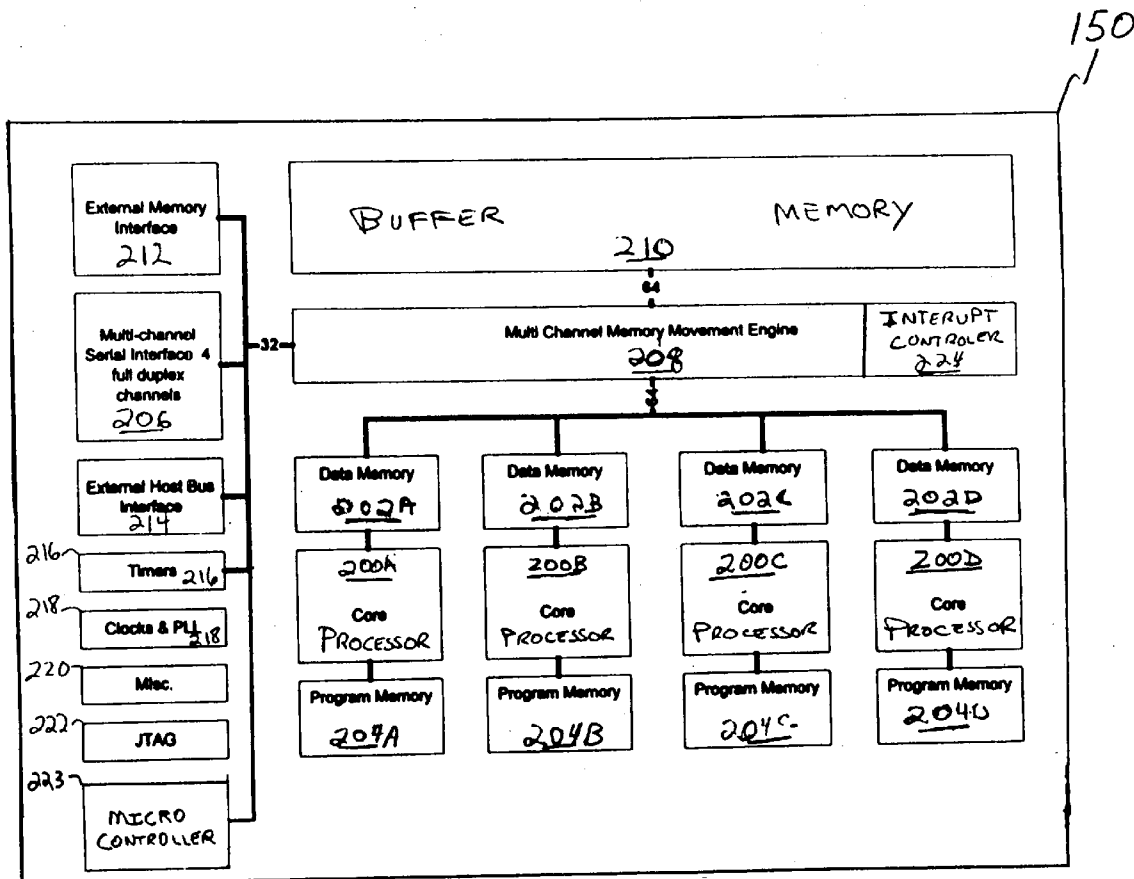 150
External Memory
Interface
212
BUFFER MEMORY
210
64
Multi-channel
Serial Interface 4
full duplex
channels
206
32
Multi Channel Memory Movement Engine
208
INTERUPT
CONTROLER
224
64
External Host Bus
Interface
214
216
Timers 216
218
Clocks & PLL
218
220
Misc.
222
JTAG
223
MICRO
CONTROLLER
Data Memory
202A
200A
Core
PROCESSOR
Program Memory
204A
Data Memory
202B
200B
Core
PROCESSOR
Program Memory
204B
Data Memory
202C
200C
Core
PROCESSOR
Program Memory
204C
Data Memory
202D
200D
Core
PROCESSOR
Program Memory
204D